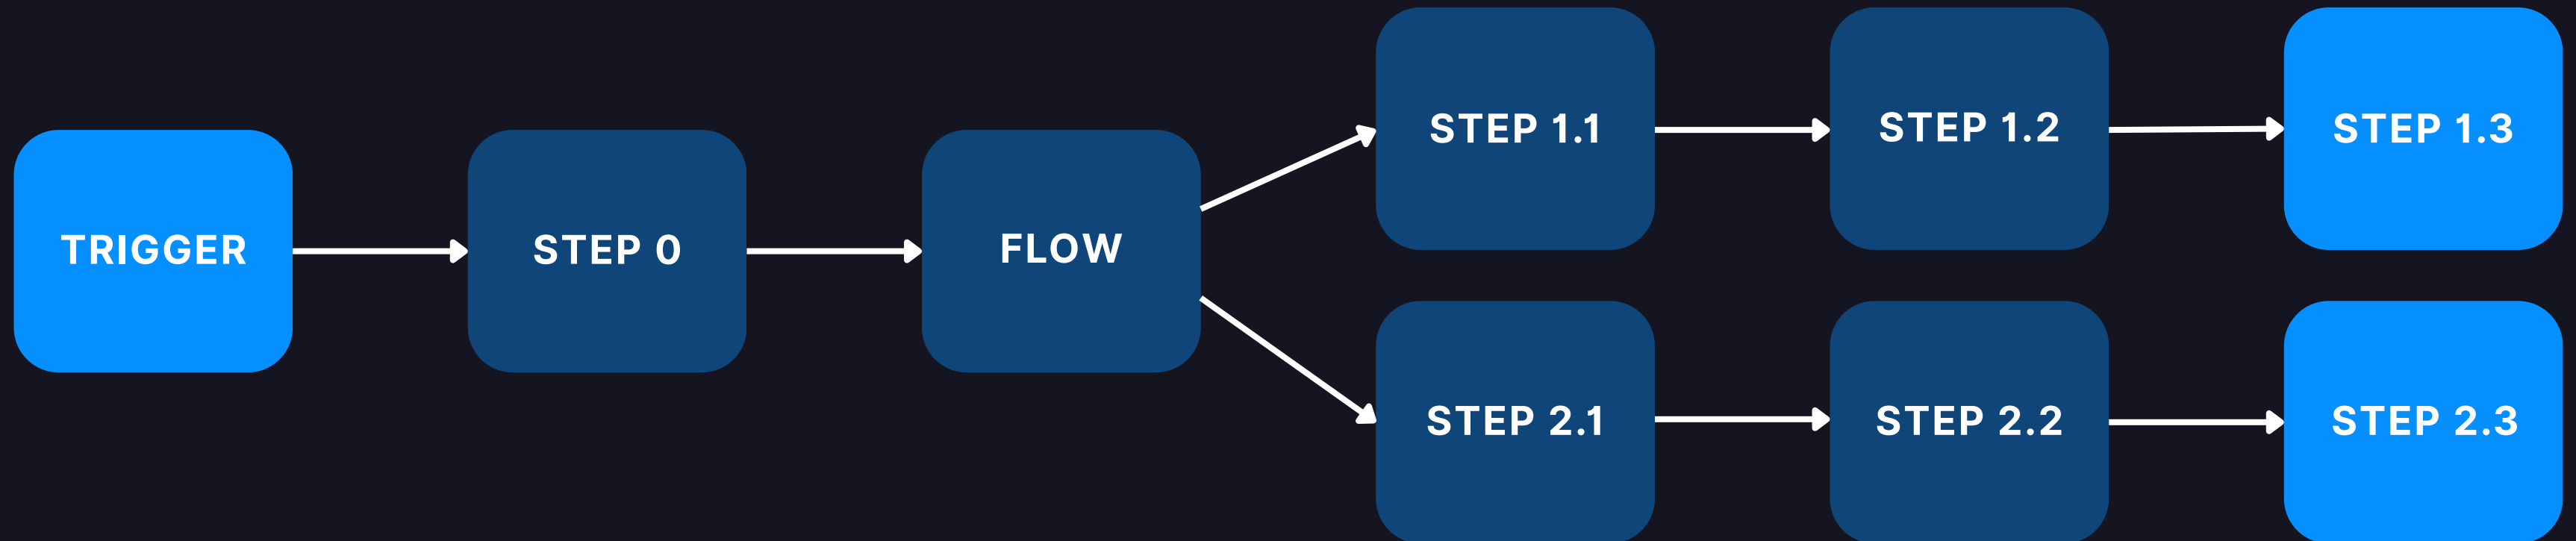 TRIGGER
STEP 0
FLOW
STEP 1.1
STEP 1.2
STEP 1.3
STEP 2.1
STEP 2.2
STEP 2.3